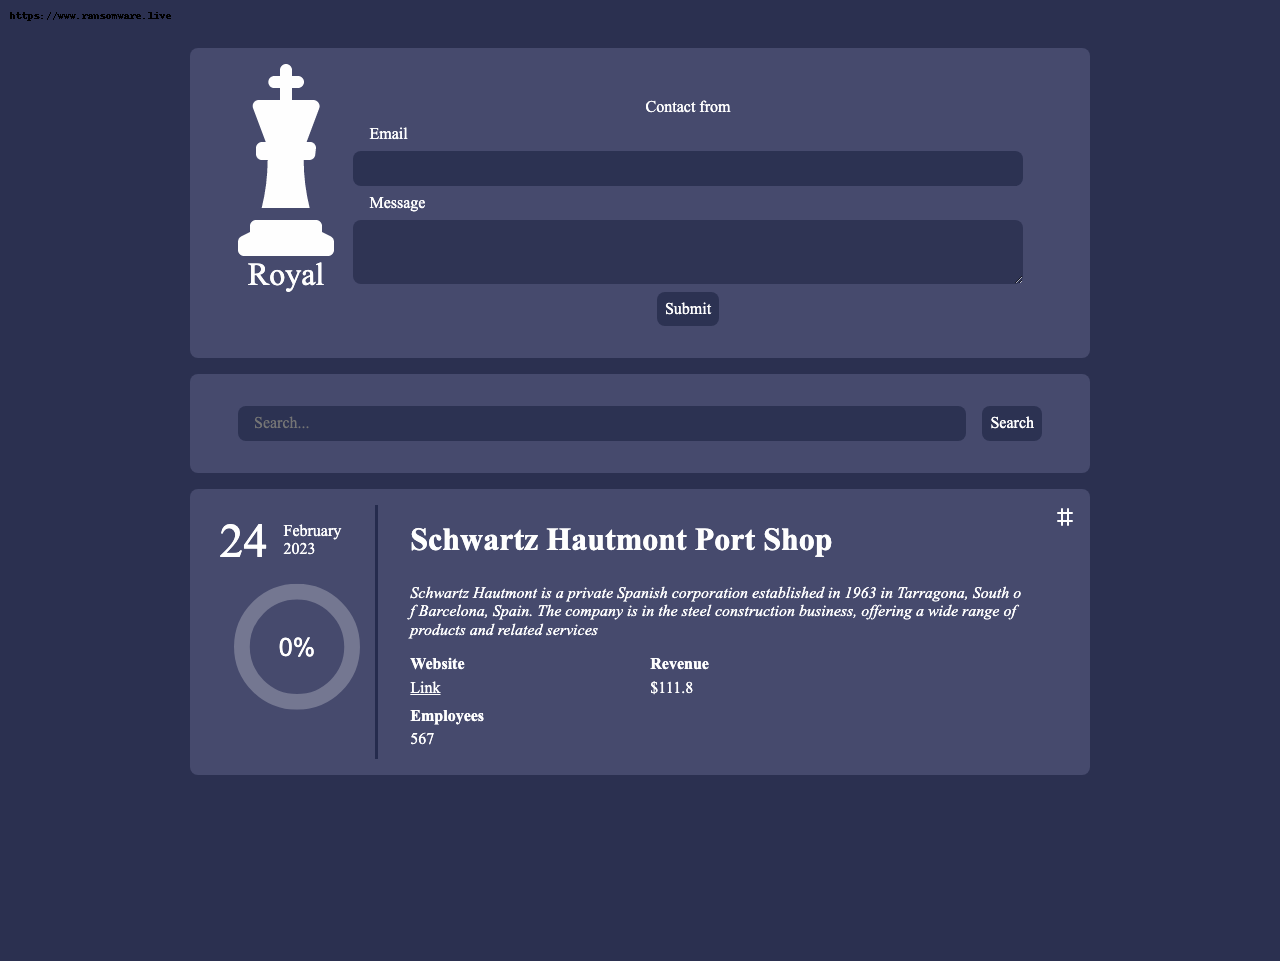 https://www.ransomware.live
Royal
Contact from
Email
Message
Submit
Search...
Search
24
February
2023
0%
#
Schwartz Hautmont Port Shop
Schwartz Hautmont is a private Spanish corporation established in 1963 in Tarragona, South o
f Barcelona, Spain. The company is in the steel construction business, offering a wide range of
products and related services
Website
Revenue
Link
$111.8
Employees
567